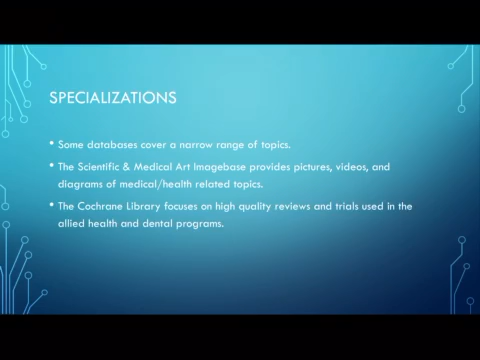 SPECIALIZATIONS
• Some databases cover a narrow range of topics.
• The Scientific & Medical Art Imagebase provides pictures, videos, and
diagrams of medical/health related topics.
• The Cochrane Library focuses on high quality reviews and trials used in the
allied health and dental programs.